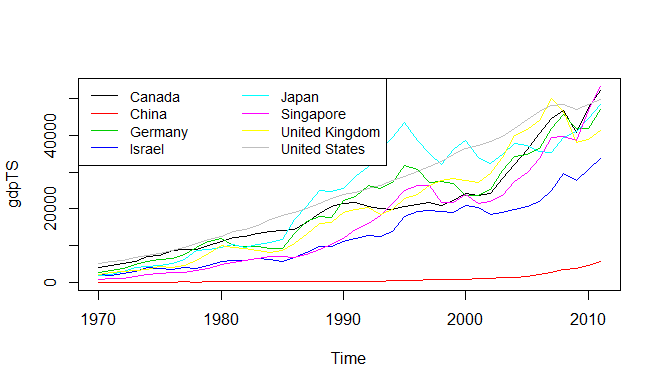 Canada Japan
China Singapore
Germany United Kingdom
Israel United States
gdpTS
0 20000 40000
1970 1980 1990 2000 2010
Time